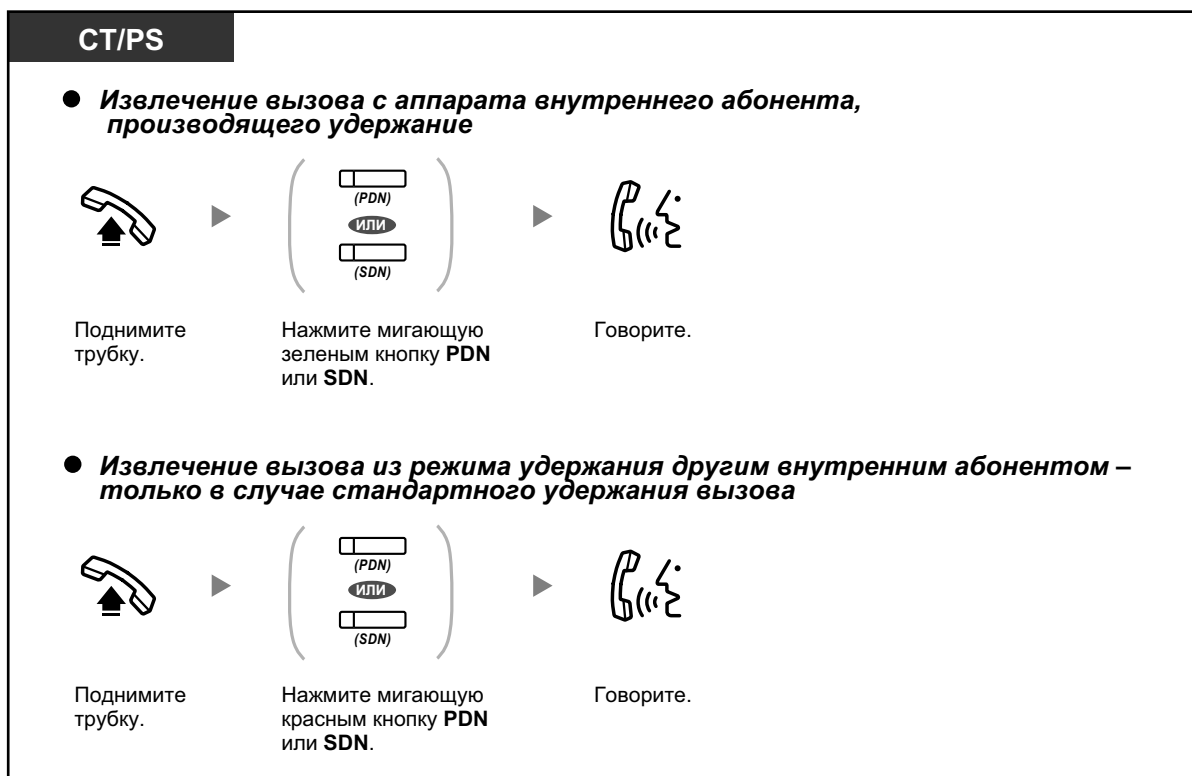 CT/PS
● Извлечение вызова с аппарата внутреннего абонента,
производящего удержание
(PDN)
ИЛИ
(SDN)
Поднимите
трубку.
Нажмите мигающую
зеленым кнопку PDN
или SDN.
Говорите.
● Извлечение вызова из режима удержания другим внутренним абонентом –
только в случае стандартного удержания вызова
(PDN)
ИЛИ
(SDN)
Поднимите
трубку.
Нажмите мигающую
красным кнопку PDN
или SDN.
Говорите.